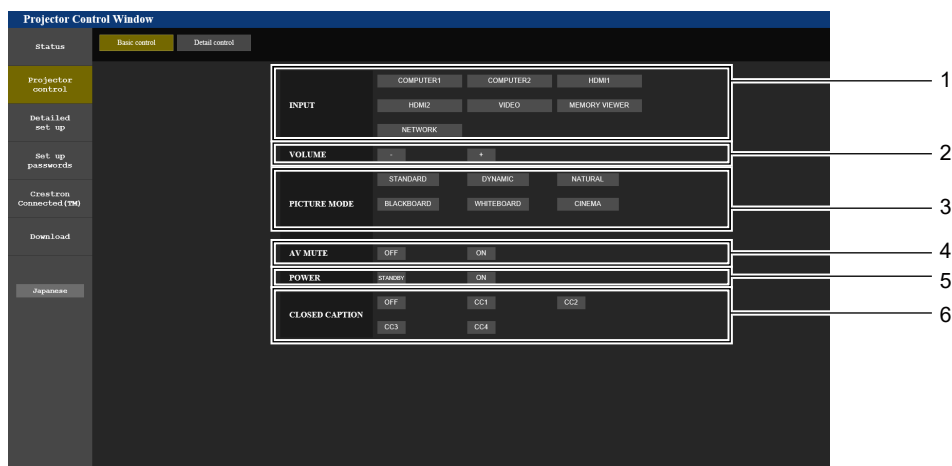 Projector Control Window
Status
Basic control Detail control
Projector
control
Detailed
set up
Set up
passwords
Crestron
Connected(TM)
Download
Japanese
INPUT
COMPUTER1 COMPUTER2 HDMI1
HDMI2 VIDEO MEMORY VIEWER
NETWORK
VOLUME - +
PICTURE MODE
STANDARD DYNAMIC NATURAL
BLACKBOARD WHITEBOARD CINEMA
AV MUTE OFF ON
POWER STANDBY ON
CLOSED CAPTION
OFF CC1 CC2
CC3 CC4
1
2
3
4
5
6